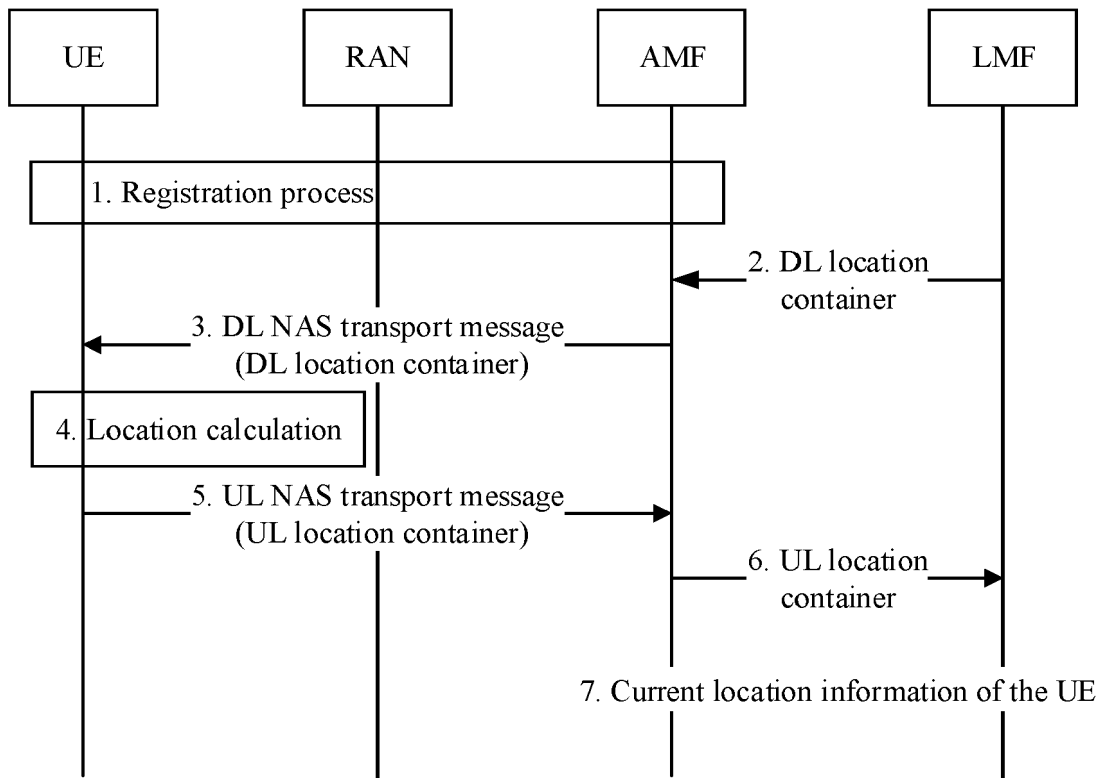 UE
RAN
AMF
LMF
1. Registration process
2. DL location
container
3. DL NAS transport message
(DL location container)
4. Location calculation
5. UL NAS transport message
(UL location container)
6. UL location
container
7. Current location information of the UE